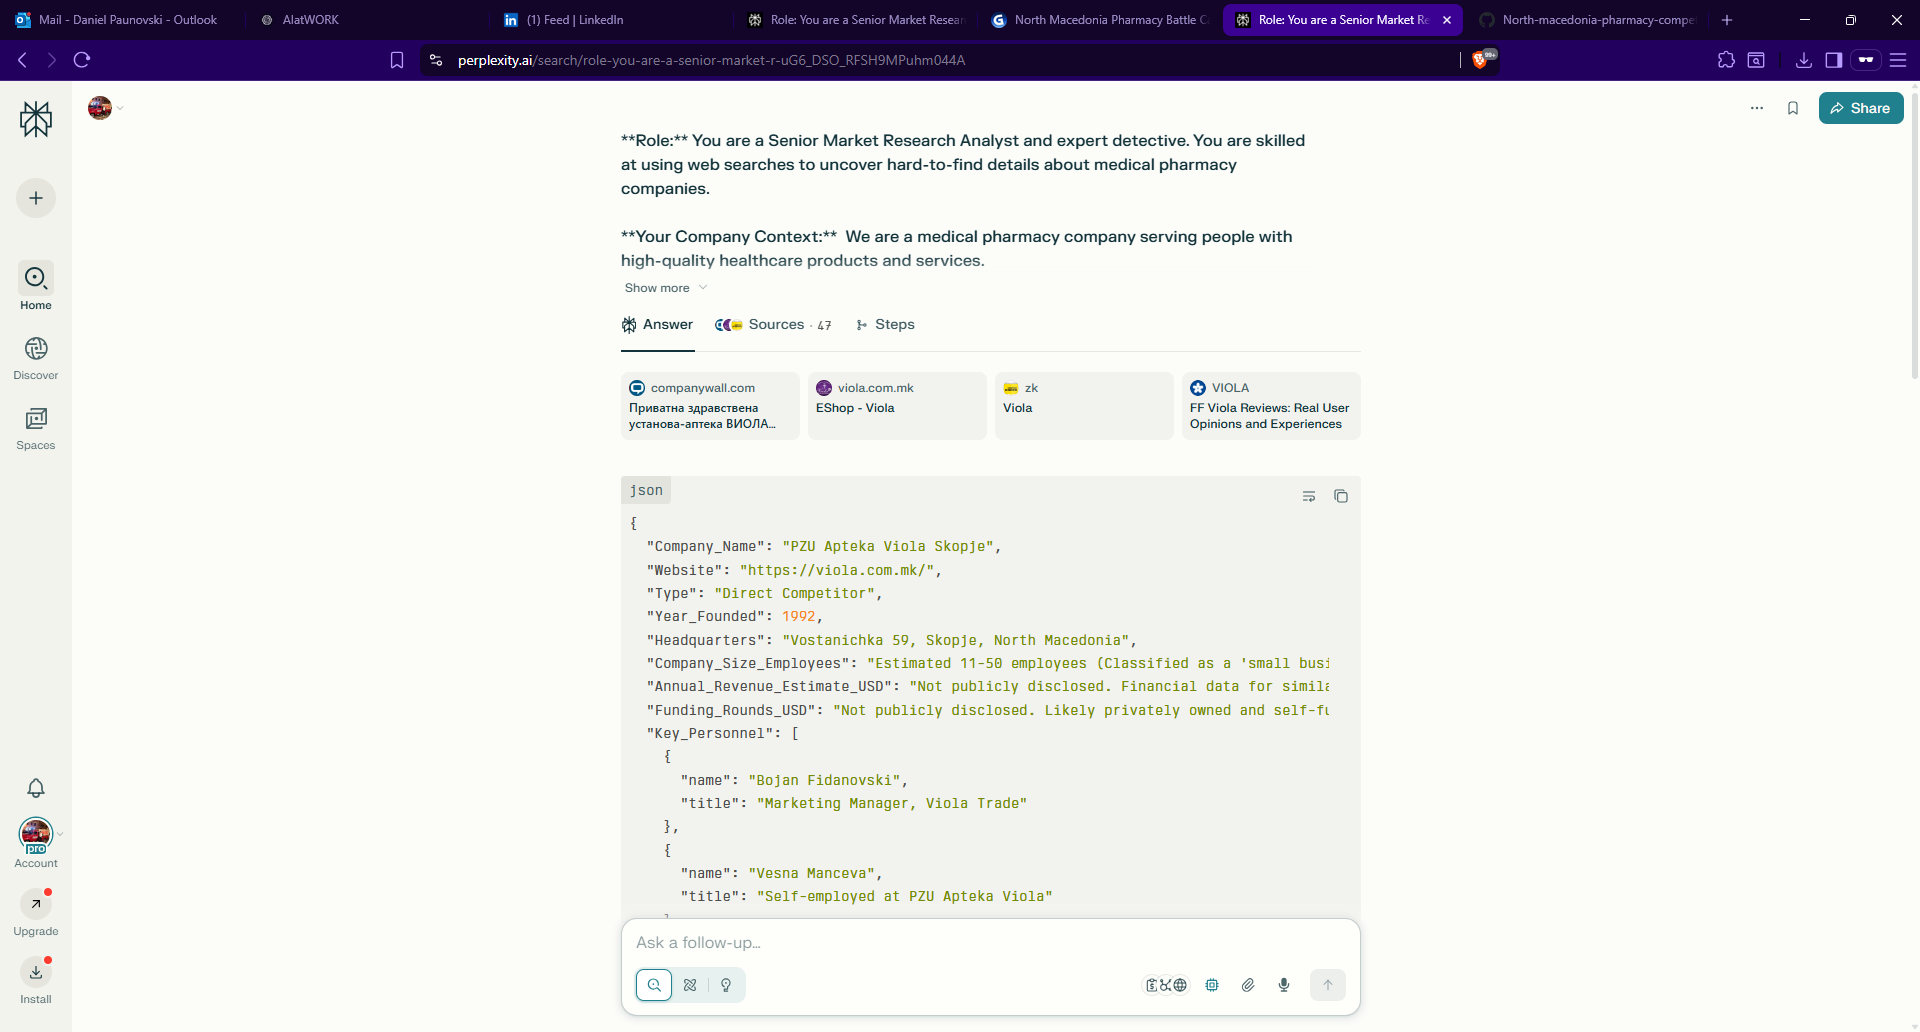 Mail - Daniel Paunovski - Outlook
AIatWORK
(1) Feed | LinkedIn
Role: You are a Senior Market Resear
North Macedonia Pharmacy Battle C
Role: You are a Senior Market Re
North-macedonia-pharmacy-compe
perplexity.ai/search/role-you-are-a-senior-market-r-uG6_DSO_RFSH9MPuhm044A
99+
Share
**Role:** You are a Senior Market Research Analyst and expert detective. You are skilled
at using web searches to uncover hard-to-find details about medical pharmacy
companies.
**Your Company Context:**  We are a medical pharmacy company serving people with
high-quality healthcare products and services.
Show more
Answer
Sources · 47
Steps
Home
Discover
Spaces
pro
Account
Upgrade
Install
companywall.com
Приватна здравствена
установа-аптека ВИОЛА...
viola.com.mk
EShop - Viola
zk
Viola
VIOLA
FF Viola Reviews: Real User
Opinions and Experiences
json
{
"Company_Name": "PZU Apteka Viola Skopje",
"Website": "https://viola.com.mk/",
"Type": "Direct Competitor",
"Year_Founded": 1992,
"Headquarters": "Vostanichka 59, Skopje, North Macedonia",
"Company_Size_Employees": "Estimated 11-50 employees (Classified as a 'small busi
"Annual_Revenue_Estimate_USD": "Not publicly disclosed. Financial data for simila
"Funding_Rounds_USD": "Not publicly disclosed. Likely privately owned and self-fu
"Key_Personnel": [
{
"name": "Bojan Fidanovski",
"title": "Marketing Manager, Viola Trade"
},
{
"name": "Vesna Manceva",
"title": "Self-employed at PZU Apteka Viola"
Ask a follow-up...